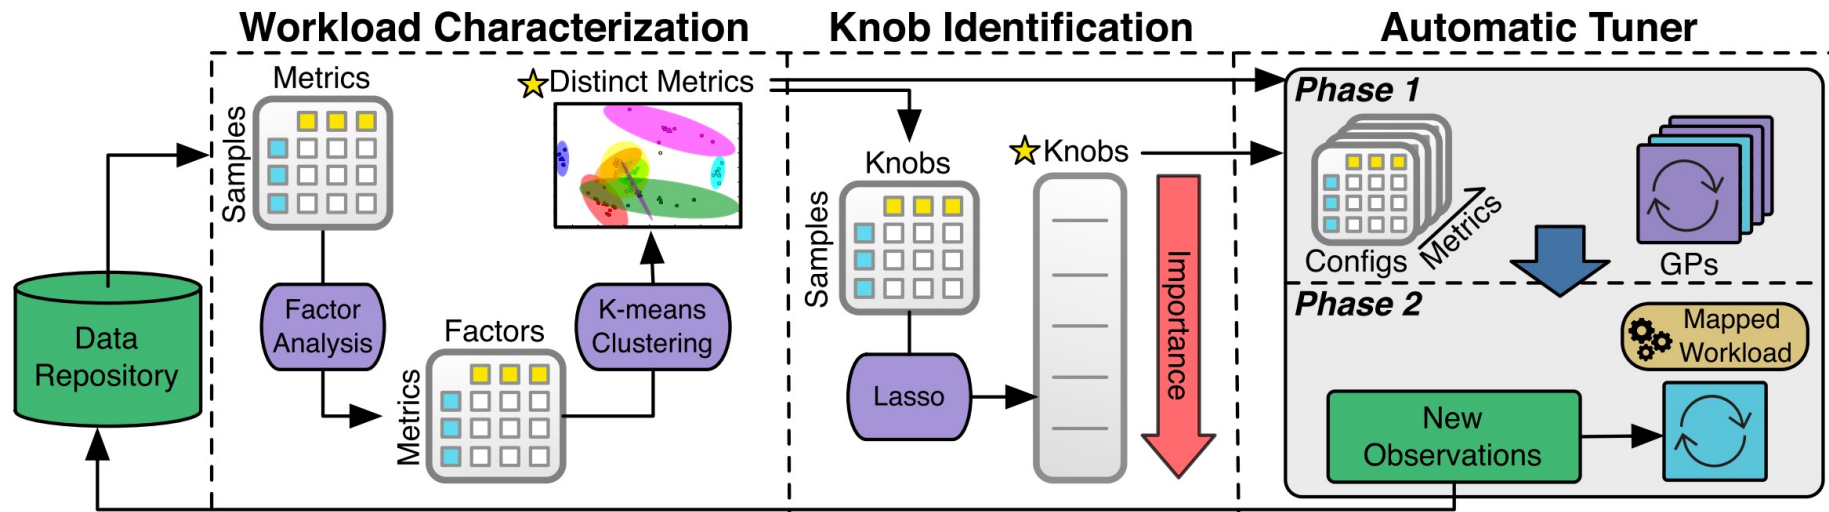 Workload Characterization
Knob Identification
Automatic Tuner
Data
Repository
Metrics
Samples
Factor
Analysis
Factors
Metrics
K-means
Clustering
Distinct Metrics
Knobs
Samples
Lasso
Knobs
Importance
Phase 1
Configs
Metrics
GPs
Phase 2
Mapped
Workload
New
Observations